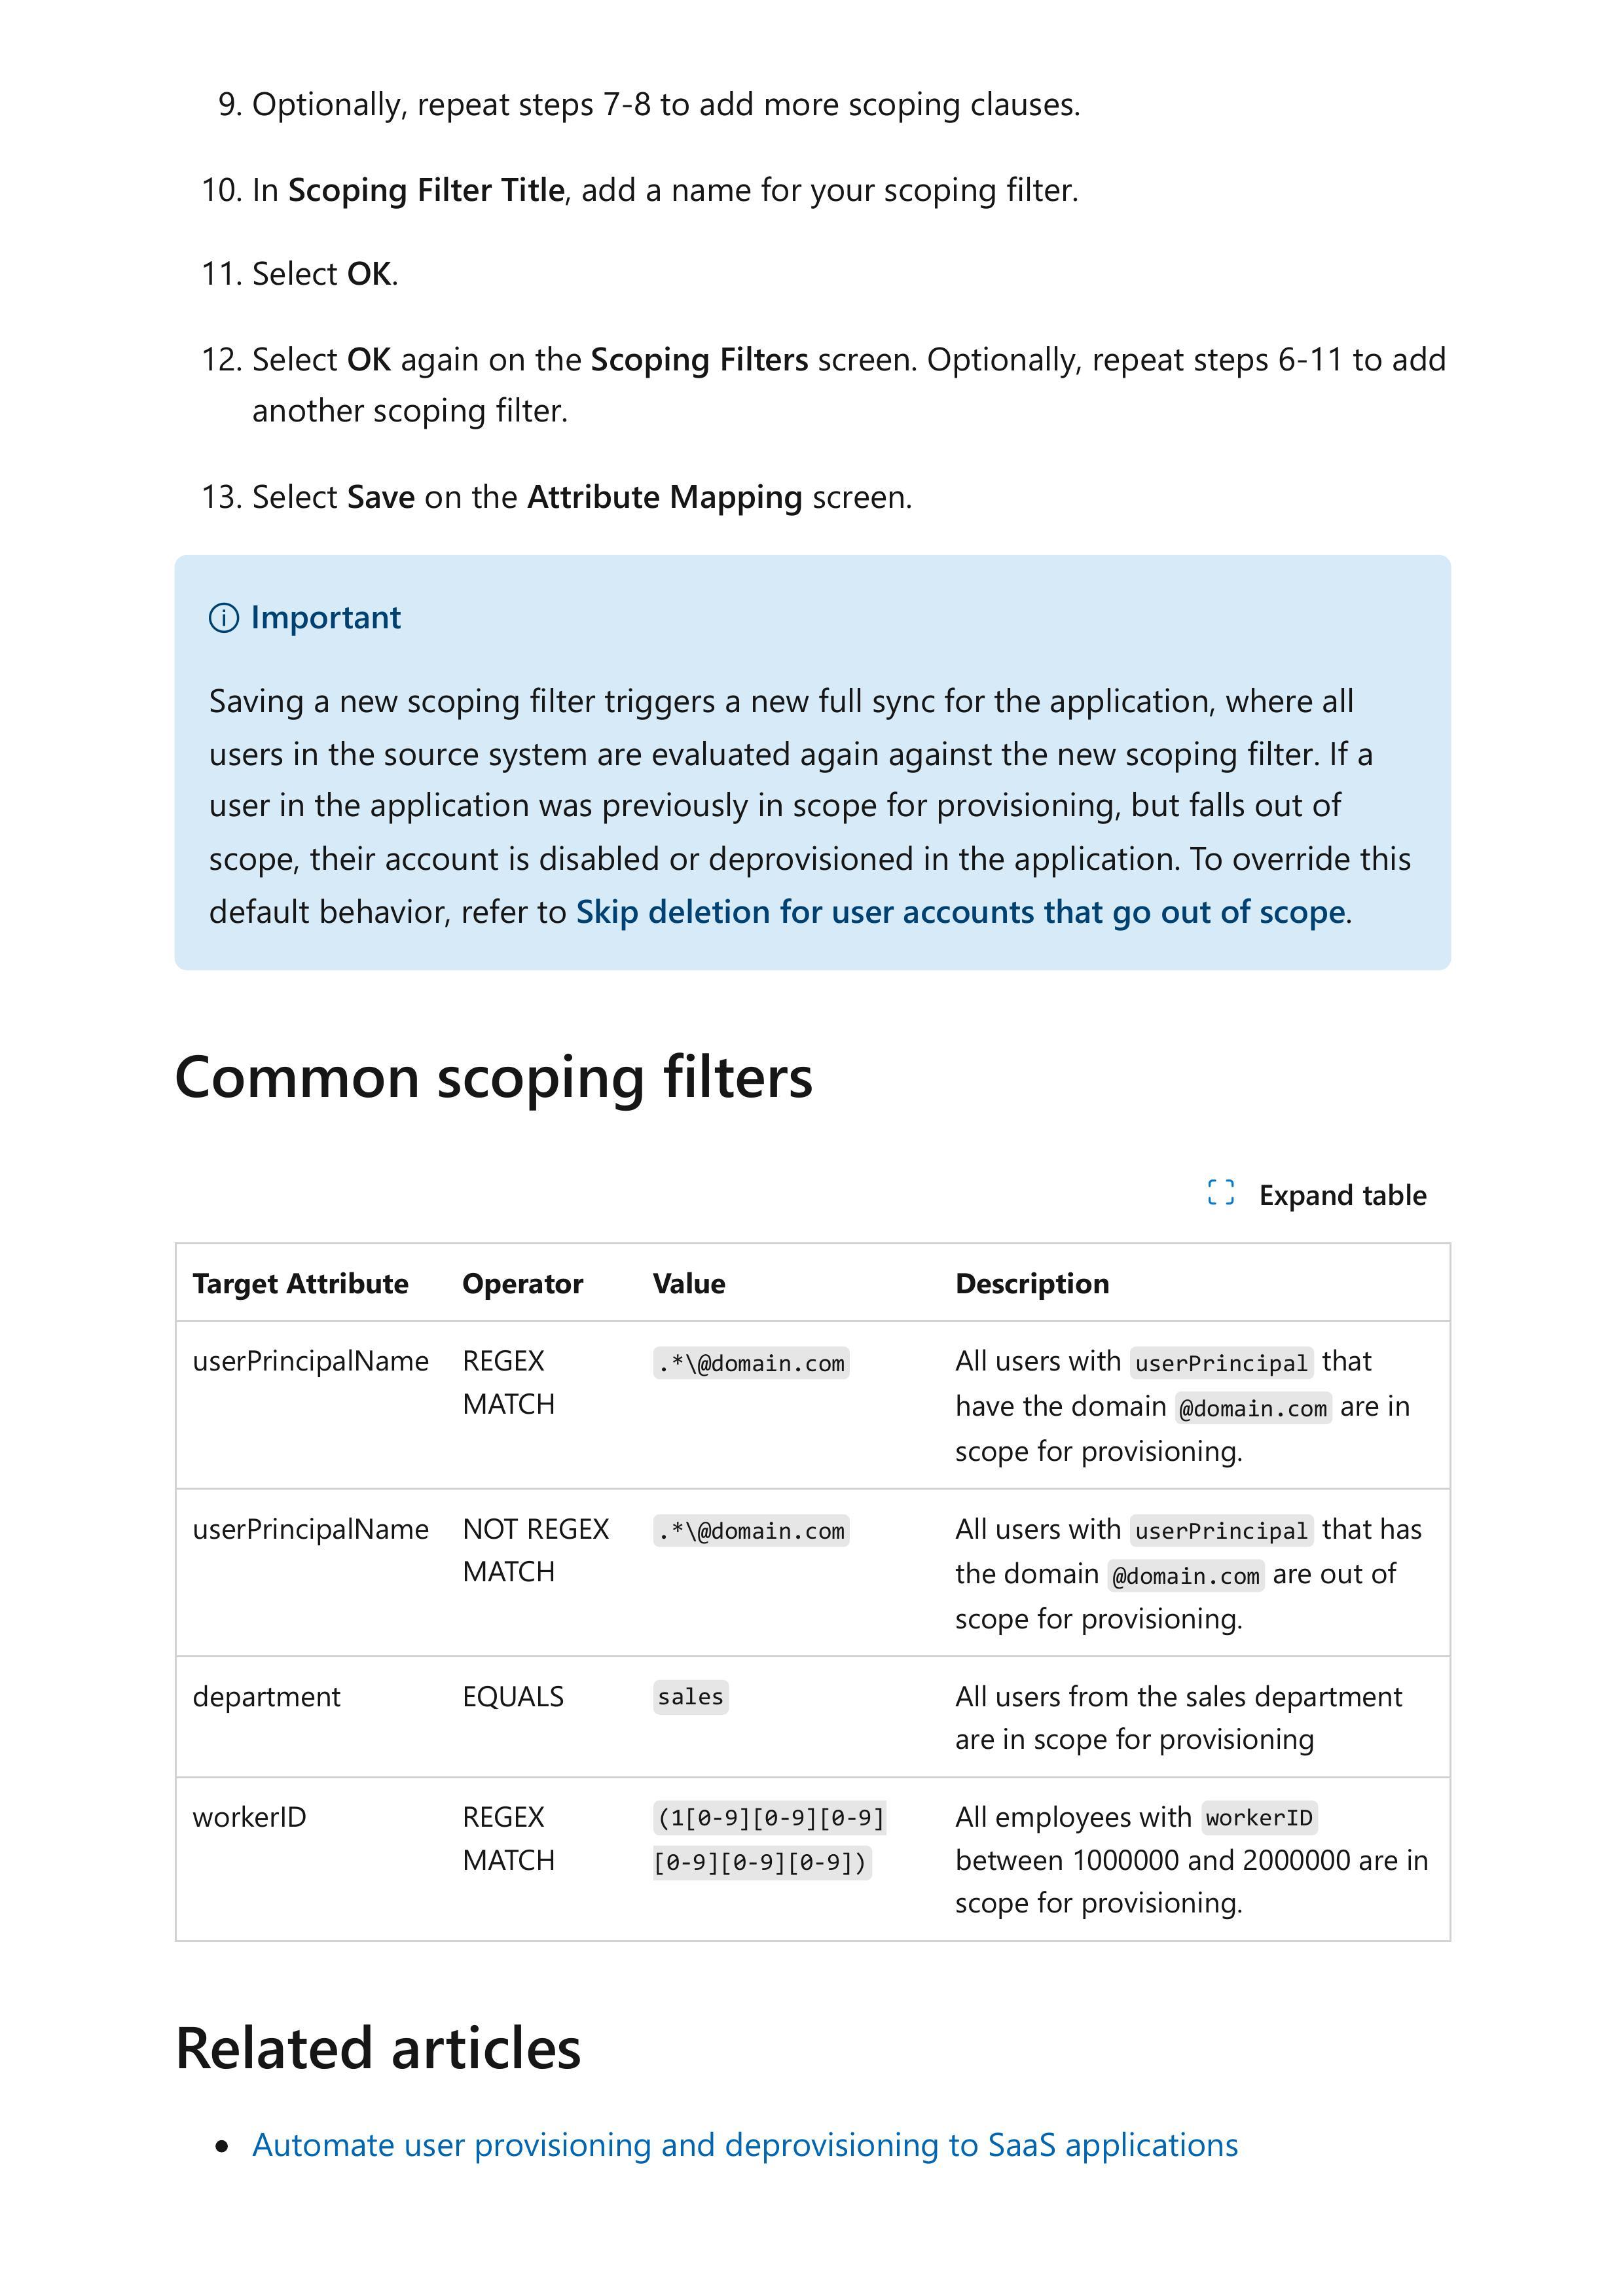 9. Optionally, repeat steps 7-8 to add more scoping clauses.
10. In Scoping Filter Title, add a name for your scoping filter.
11. Select OK.
12. Select OK again on the Scoping Filters screen. Optionally, repeat steps 6-11 to add
another scoping filter.
13. Select Save on the Attribute Mapping screen.
Important
Saving a new scoping filter triggers a new full sync for the application, where all
users in the source system are evaluated again against the new scoping filter. If a
user in the application was previously in scope for provisioning, but falls out of
scope, their account is disabled or deprovisioned in the application. To override this
default behavior, refer to Skip deletion for user accounts that go out of scope.
Common scoping filters
Expand table
Target Attribute Operator Value Description
userPrincipalName REGEX .*\@domain.com All users with userPrincipal that
MATCH have the domain @domain.com are in
scope for provisioning.
userPrincipalName NOT REGEX .*\@domain.com All users with userPrincipal that has
MATCH the domain @domain.com are out of
scope for provisioning.
department EQUALS sales All users from the sales department
are in scope for provisioning
workerID REGEX (1[0-9][0-9][0-9] All employees with workerID
MATCH [0-9][0-9][0-9]) between 1000000 and 2000000 are in
scope for provisioning.
Related articles
• Automate user provisioning and deprovisioning to SaaS applications